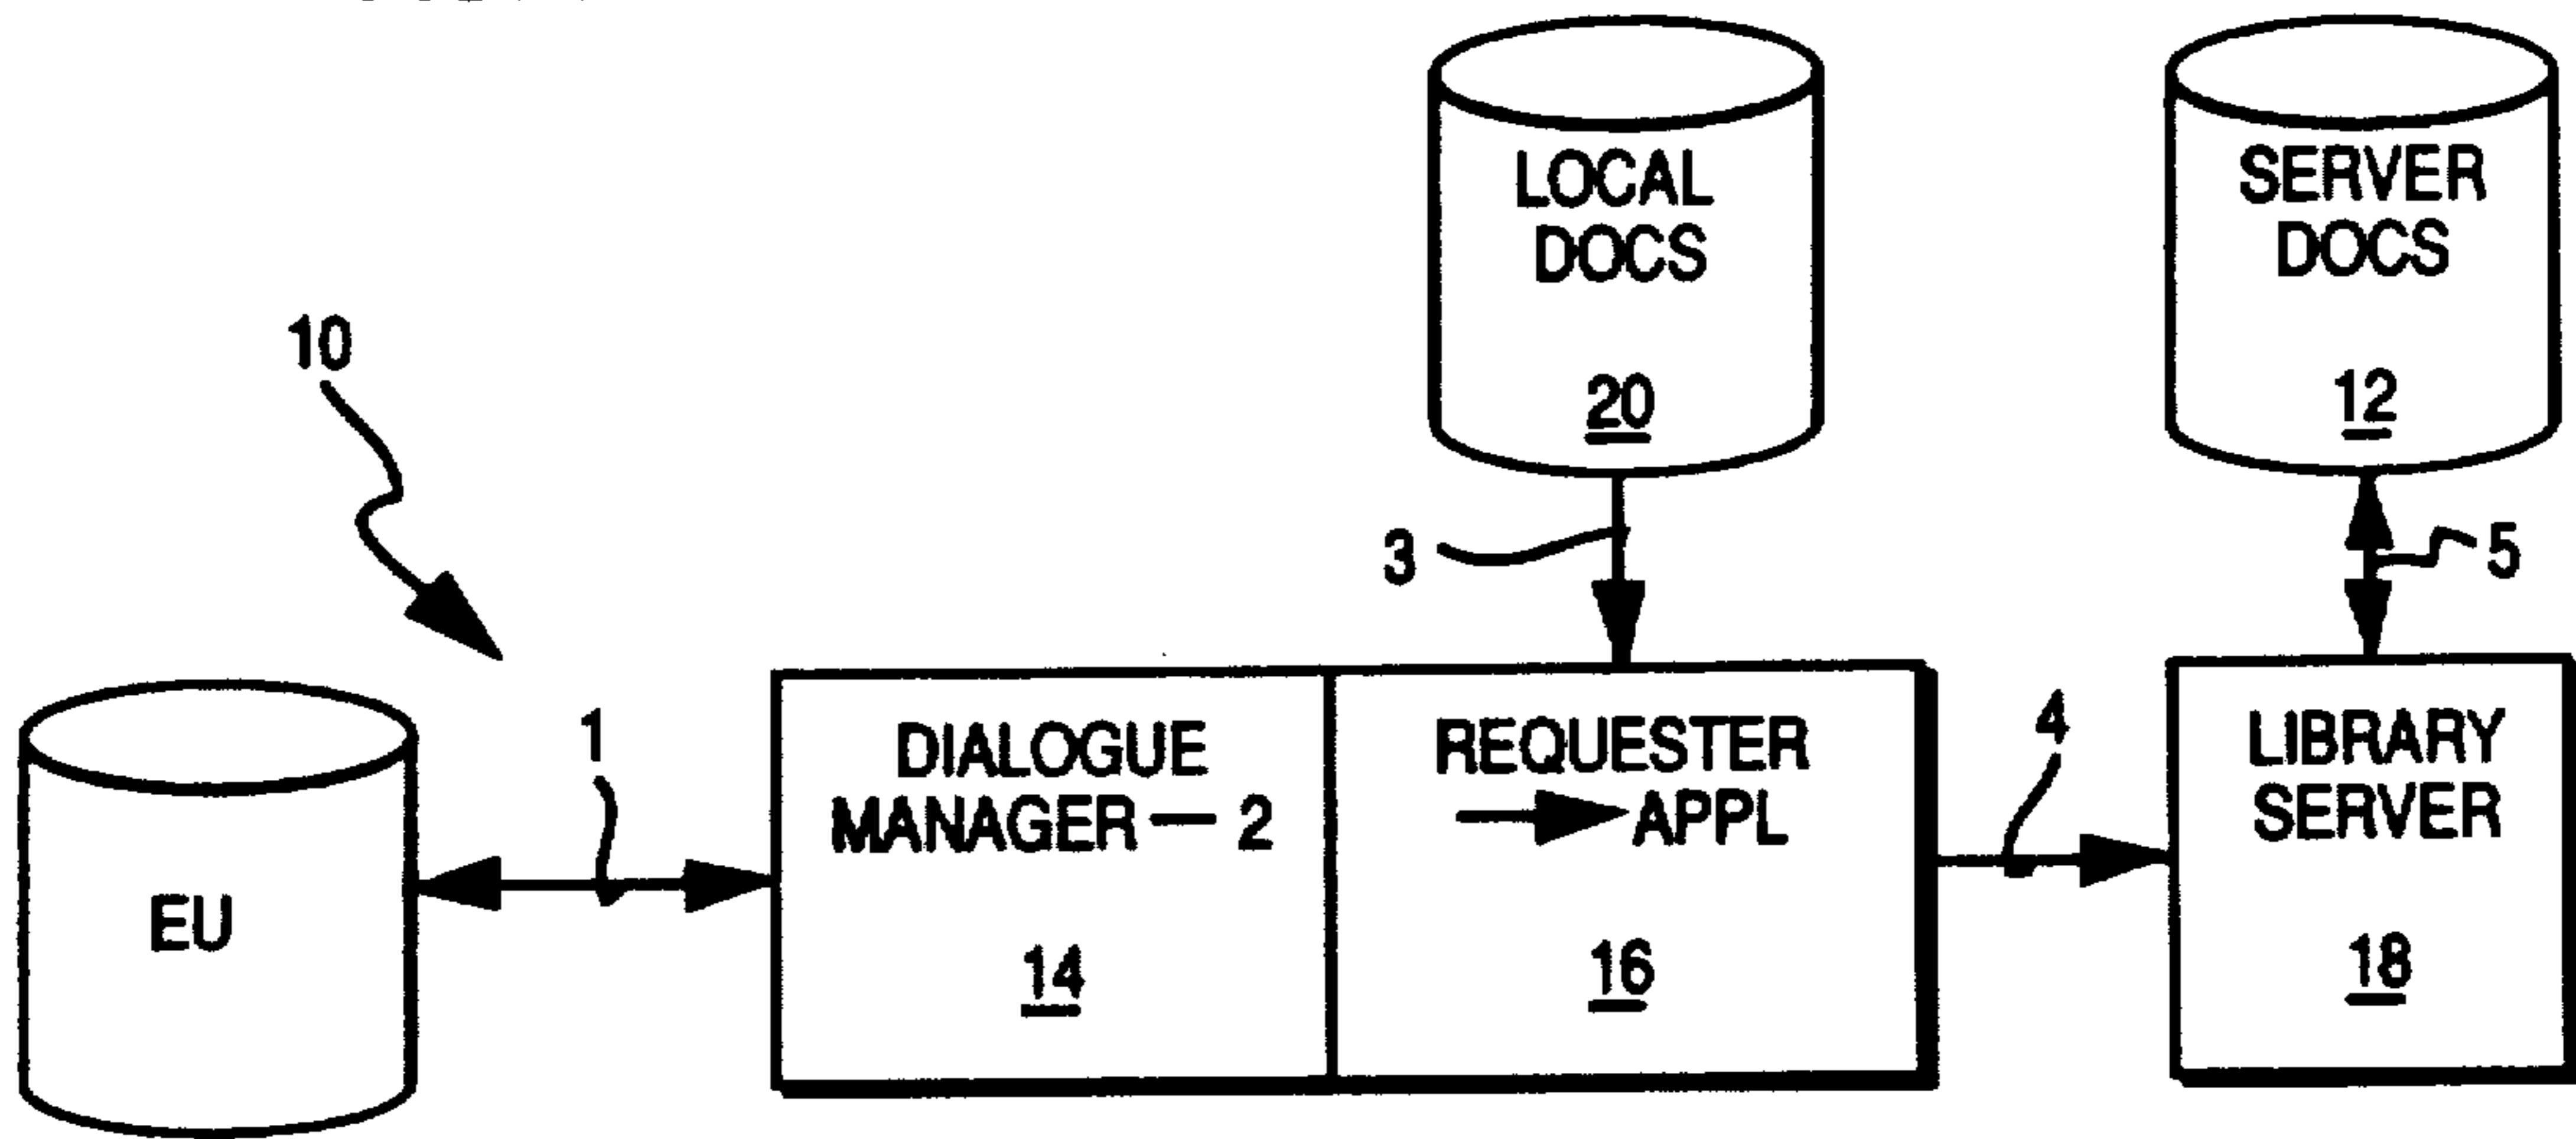 LOCAL
DOCS
20
SERVER
DOCS
12
10
3
5
1
4
EU
DIALOGUE
MANAGER — 2
14
REQUESTER
APPL
16
LIBRARY
SERVER
18